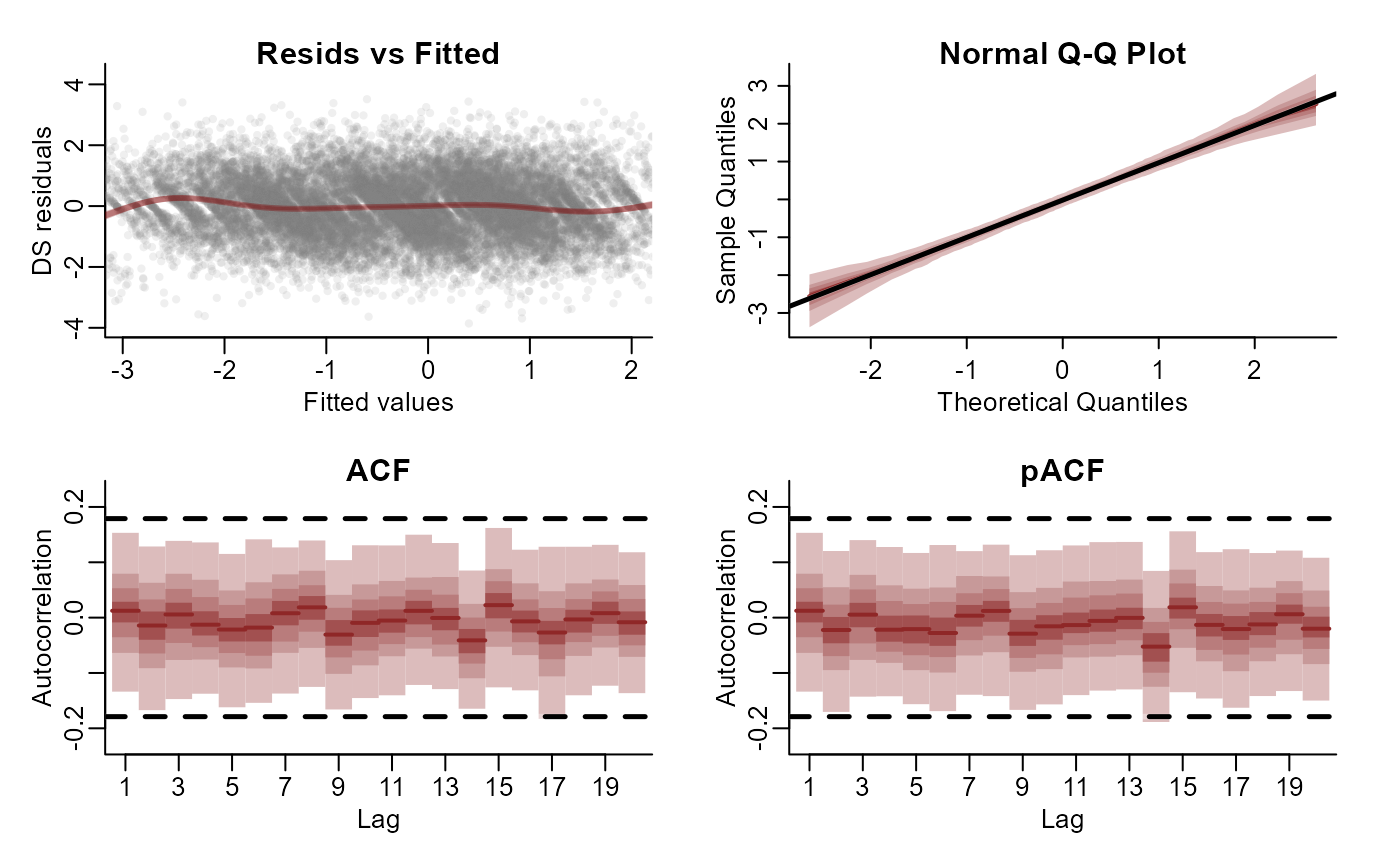 Resids vs Fitted
DS residuals
4
2
0
-2
-4
-3 -2 -1 0 1 2
Fitted values
Normal Q-Q Plot
Sample Quantiles
3
2
1
-1
-3
-2 -1 0 1 2
Theoretical Quantiles
ACF
Autocorrelation
0.2
0.0
-0.2
1 3 5 7 9 11 13 15 17 19
Lag
pACF
Autocorrelation
0.2
0.0
-0.2
1 3 5 7 9 11 13 15 17 19
Lag